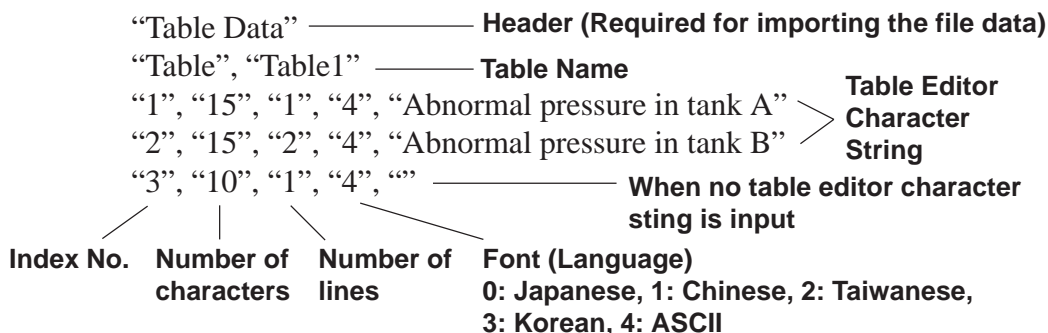 “Table Data” Header (Required for importing the file data)
“Table”, “Table1” Table Name
“1”, “15”, “1”, “4”, “Abnormal pressure in tank A”
“2”, “15”, “2”, “4”, “Abnormal pressure in tank B”
Table Editor
Character
String
“3”, “10”, “1”, “4”, “” When no table editor character
sting is input
Index No.
Number of
characters
Number of
lines
Font (Language)
0: Japanese, 1: Chinese, 2: Taiwanese,
3: Korean, 4: ASCII